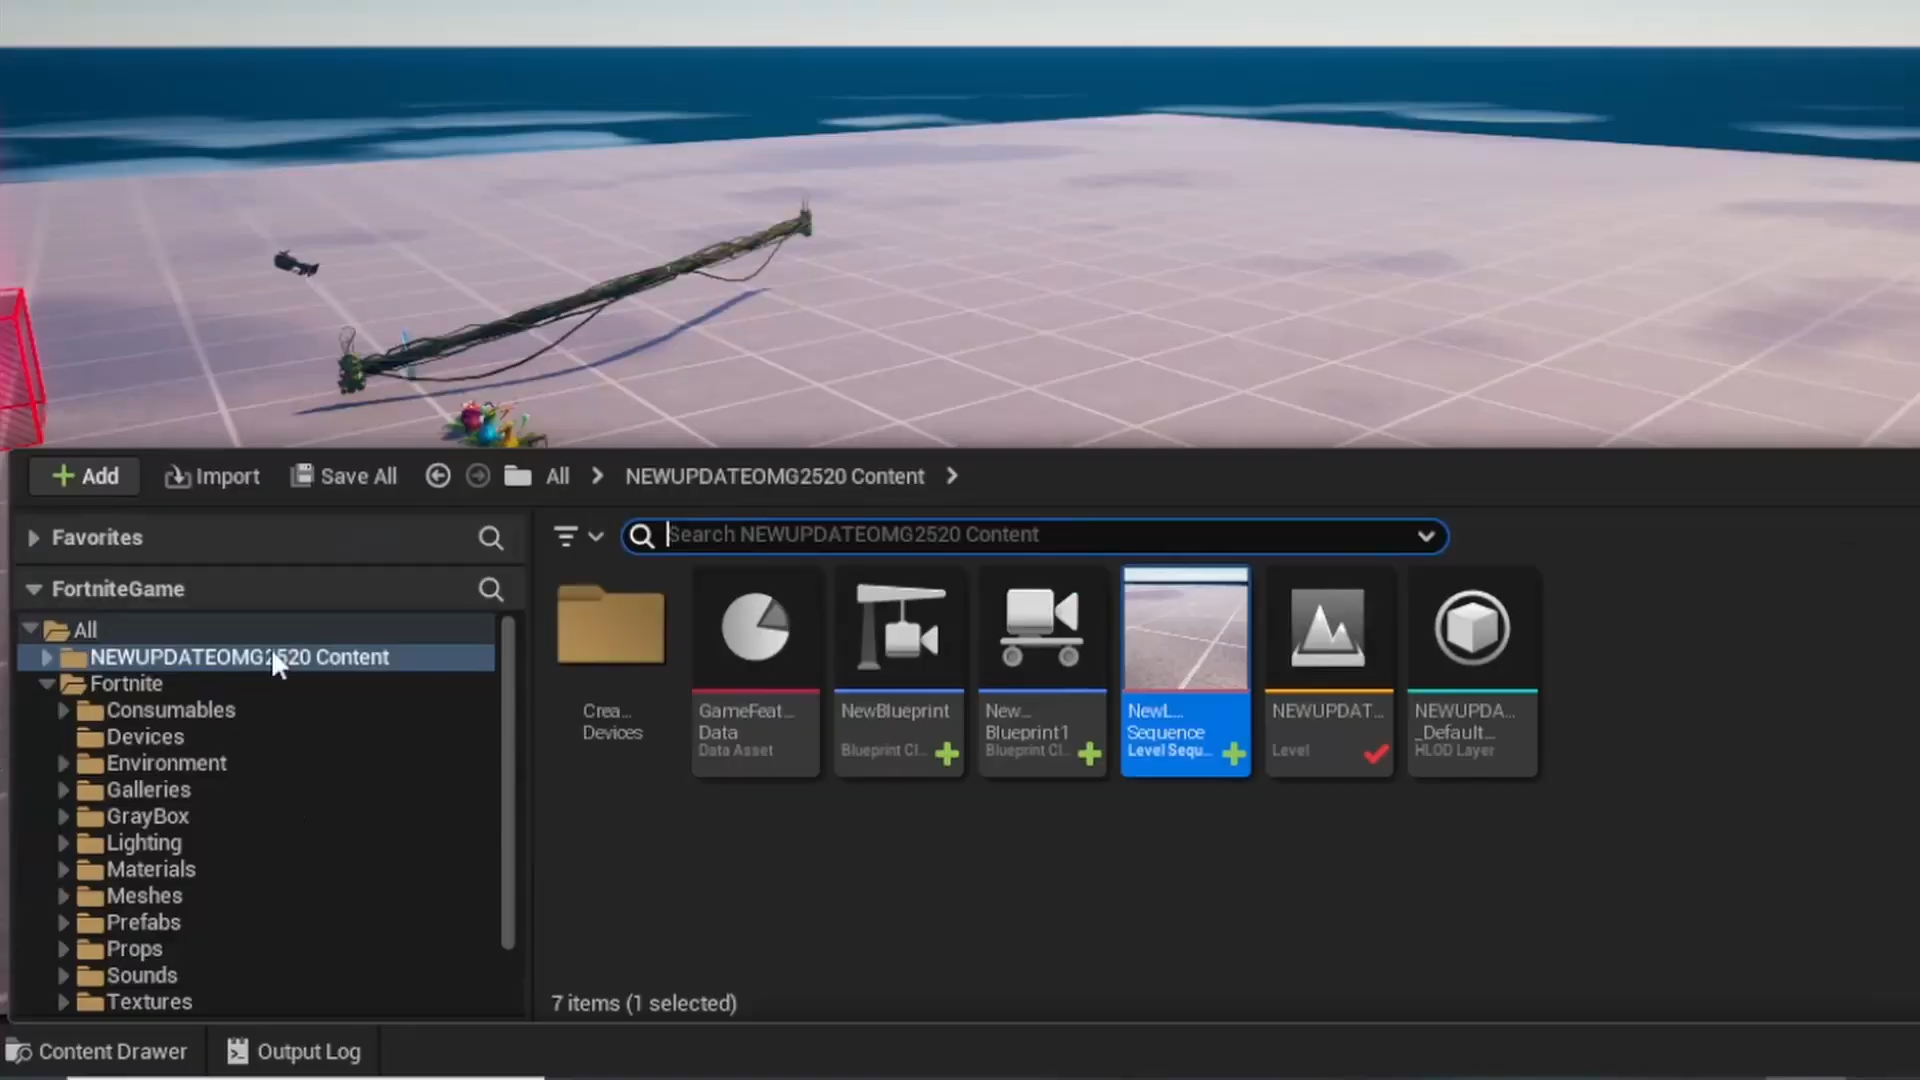 Add
Import
Save All
All
NEWUPDATEOMG2520 Content
Favorites
Search NEWUPDATEOMG2520 Content
FortniteGame
All
NEWUPDATEOMG2520 Content
Fortnite
Consumables
Devices
Environment
Galleries
GrayBox
Lighting
Materials
Meshes
Prefabs
Props
Sounds
Textures
Crea...
Devices
GameFeat...
Data
Data Asset
NewBlueprint
Blueprint Cl...
New...
Blueprint1
Blueprint Cl...
NewL...
Sequence
Level Sequ...
NEWUPDAT...
Level
NEWUPDA...
_Default...
HLOD Layer
7 items (1 selected)
Content Drawer
Output Log